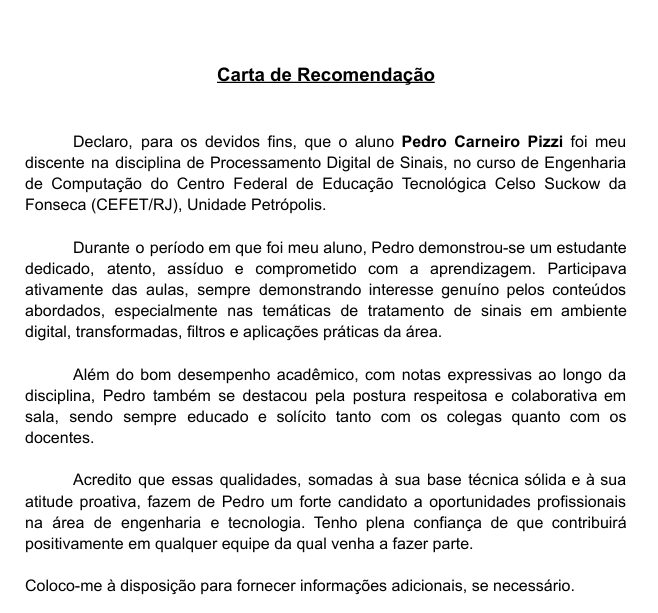 Carta de Recomendação
Declaro, para os devidos fins, que o aluno Pedro Carneiro Pizzi foi meu
discente na disciplina de Processamento Digital de Sinais, no curso de Engenharia
de Computação do Centro Federal de Educação Tecnológica Celso Suckow da
Fonseca (CEFET/RJ), Unidade Petrópolis.
Durante o período em que foi meu aluno, Pedro demonstrou-se um estudante
dedicado, atento, assíduo e comprometido com a aprendizagem. Participava
ativamente das aulas, sempre demonstrando interesse genuíno pelos conteúdos
abordados, especialmente nas temáticas de tratamento de sinais em ambiente
digital, transformadas, filtros e aplicações práticas da área.
Além do bom desempenho acadêmico, com notas expressivas ao longo da
disciplina, Pedro também se destacou pela postura respeitosa e colaborativa em
sala, sendo sempre educado e solícito tanto com os colegas quanto com os
docentes.
Acredito que essas qualidades, somadas à sua base técnica sólida e à sua
atitude proativa, fazem de Pedro um forte candidato a oportunidades profissionais
na área de engenharia e tecnologia. Tenho plena confiança de que contribuirá
positivamente em qualquer equipe da qual venha a fazer parte.
Coloco-me à disposição para fornecer informações adicionais, se necessário.